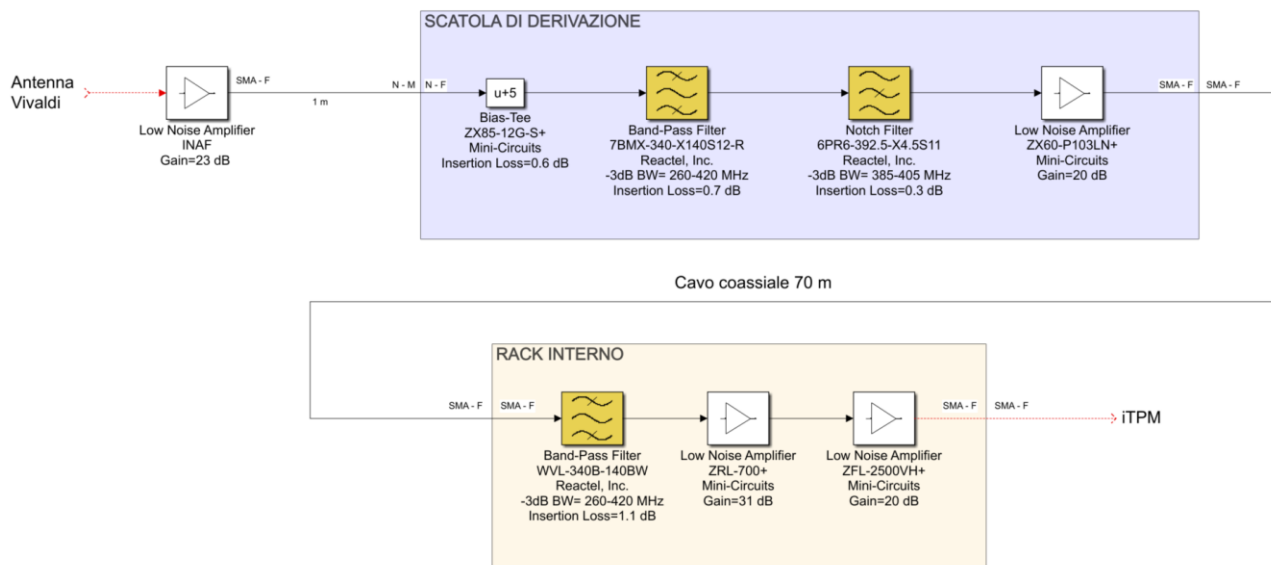 SCATOLA DI DERIVAZIONE
Antenna
Vivaldi
SMA - F
1 m
N - M
N - F
Low Noise Amplifier
INAF
Gain=23 dB
u+5
Bias-Tee
ZX85-12G-S+
Mini-Circuits
Insertion Loss=0.6 dB
Band-Pass Filter
7BMX-340-X140S12-R
Reactel, Inc.
-3dB BW= 260-420 MHz
Insertion Loss=0.7 dB
Notch Filter
6PR6-392.5-X4.5S11
Reactel, Inc.
-3dB BW= 385-405 MHz
Insertion Loss=0.3 dB
Low Noise Amplifier
ZX60-P103LN+
Mini-Circuits
Gain=20 dB
SMA - F
SMA - F
Cavo coassiale 70 m
RACK INTERNO
SMA - F
SMA - F
Band-Pass Filter
WVL-340B-140BW
Reactel, Inc.
-3dB BW= 260-420 MHz
Insertion Loss=1.1 dB
Low Noise Amplifier
ZRL-700+
Mini-Circuits
Gain=31 dB
Low Noise Amplifier
ZFL-2500VH+
Mini-Circuits
Gain=20 dB
SMA - F
SMA - F
iTPM